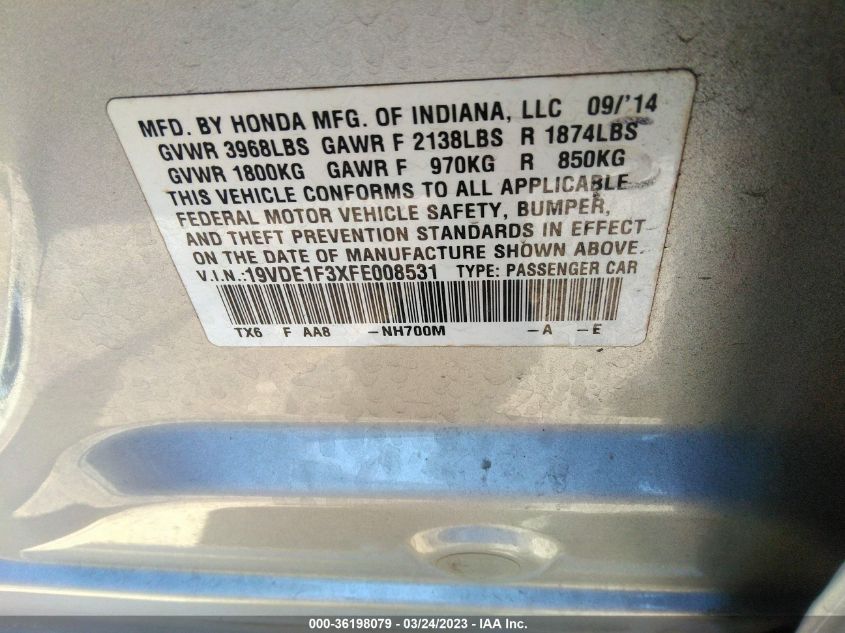 MFD. BY HONDA MFG. OF INDIANA, LLC 09/'14
GVWR 3968LBS GAWR F 2138LBS R 1874LBS
GVWR 1800KG GAWR F 970KG R 850KG
THIS VEHICLE CONFORMS TO ALL APPLICABLE
FEDERAL MOTOR VEHICLE SAFETY, BUMPER,
AND THEFT PREVENTION STANDARDS IN EFFECT
ON THE DATE OF MANUFACTURE SHOWN ABOVE.
V.I.N.:19VDE1F3XFE008531 TYPE: PASSENGER CAR
TX6 F AA8 -NH700M -A -E
000-36198079 — 03/24/2023 — © IAA Inc.